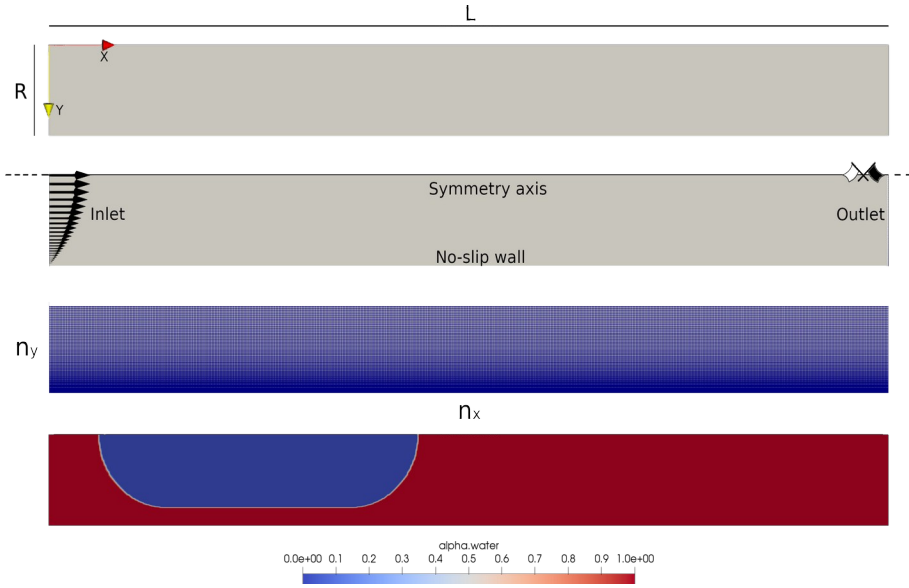 L
X
R
Y
Symmetry axis
Inlet
Outlet
No-slip wall
ny
nx
alpha.water
0.0e+00 0.1 0.2 0.3 0.4 0.5 0.6 0.7 0.8 0.9 1.0e+00